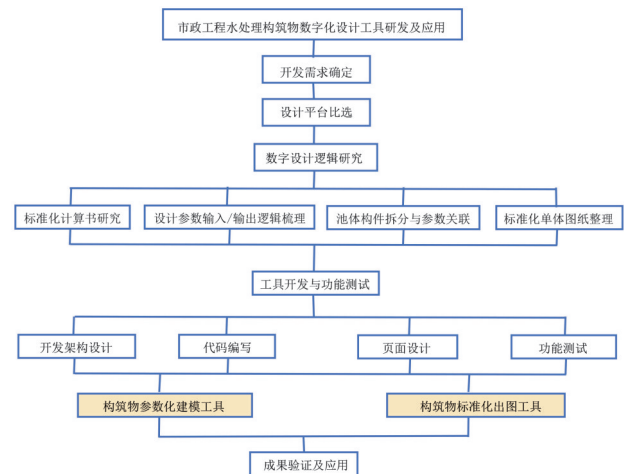 市政工程水处理构筑物数字化设计工具研发及应用
开发需求确定
设计平台比选
数字设计逻辑研究
标准化计算书研究
设计参数输入/输出逻辑梳理
池体构件拆分与参数关联
标准化单体图纸整理
工具开发与功能测试
开发架构设计
代码编写
页面设计
功能测试
构筑物参数化建模工具
构筑物标准化出图工具
成果验证及应用